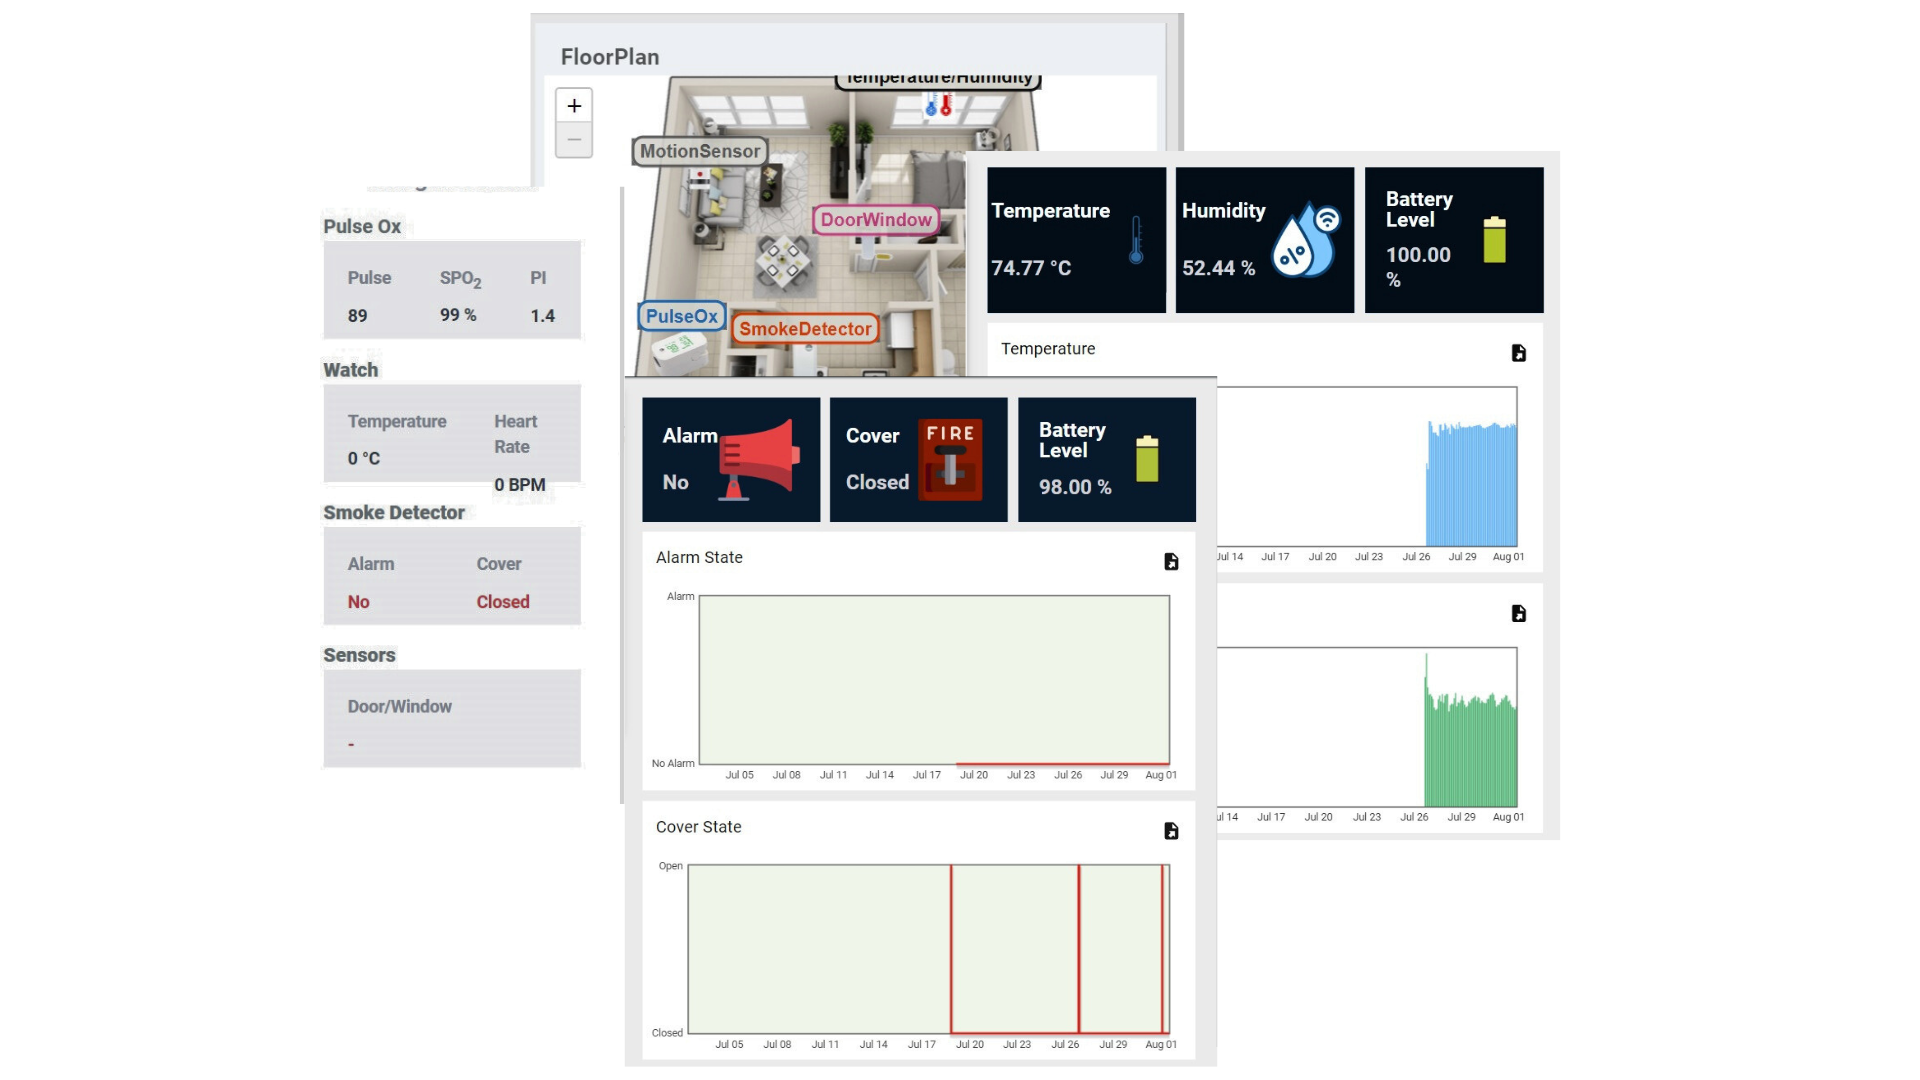 FloorPlan
+
−
Temperature/Humidity
MotionSensor
DoorWindow
PulseOx
SmokeDetector
Pulse Ox
Pulse SPO2 PI
89 99 % 1.4
Watch
Temperature Heart
Rate
0 °C
0 BPM
Smoke Detector
Alarm Cover
No Closed
Sensors
Door/Window
-
Temperature
74.77 °C
Humidity
52.44 %
%
Battery
Level
100.00
%
Temperature
Jul 14 Jul 17 Jul 20 Jul 23 Jul 26 Jul 29 Aug 01
ul 14 Jul 17 Jul 20 Jul 23 Jul 26 Jul 29 Aug 01
Alarm
No
Cover
Closed
FIRE
Battery
Level
98.00 %
Alarm State
Alarm
No Alarm
Jul 05 Jul 08 Jul 11 Jul 14 Jul 17 Jul 20 Jul 23 Jul 26 Jul 29 Aug 01
Cover State
Open
Closed
Jul 05 Jul 08 Jul 11 Jul 14 Jul 17 Jul 20 Jul 23 Jul 26 Jul 29 Aug 01